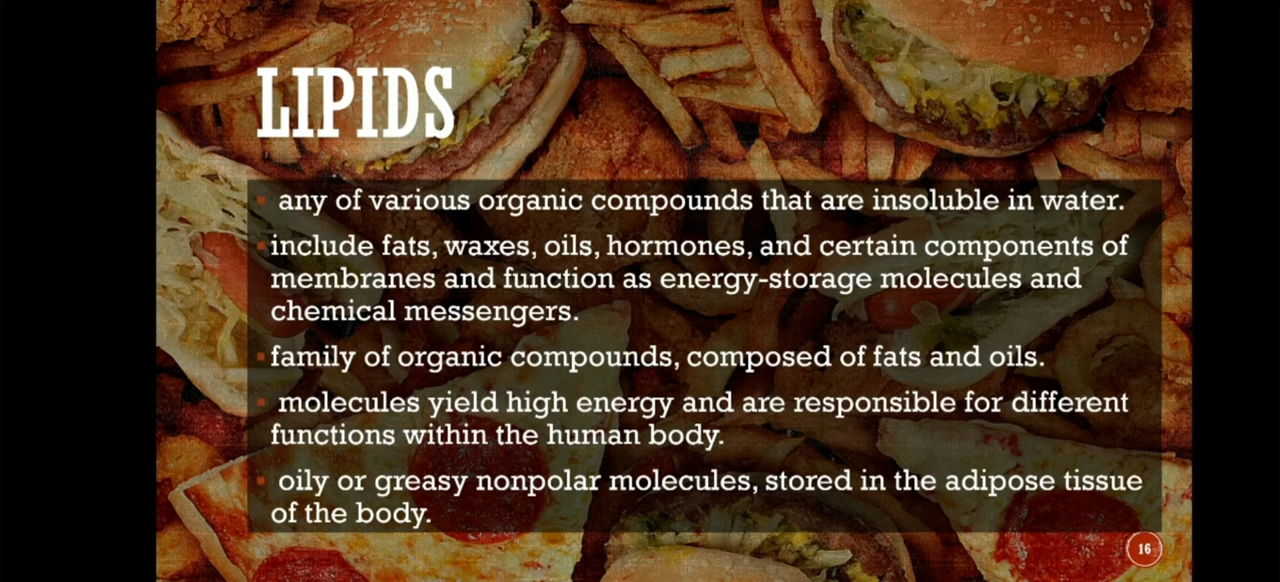 LIPIDS
▪ any of various organic compounds that are insoluble in water.
▪ include fats, waxes, oils, hormones, and certain components of
membranes and function as energy-storage molecules and
chemical messengers.
▪ family of organic compounds, composed of fats and oils.
▪ molecules yield high energy and are responsible for different
functions within the human body.
▪ oily or greasy nonpolar molecules, stored in the adipose tissue
of the body.
16